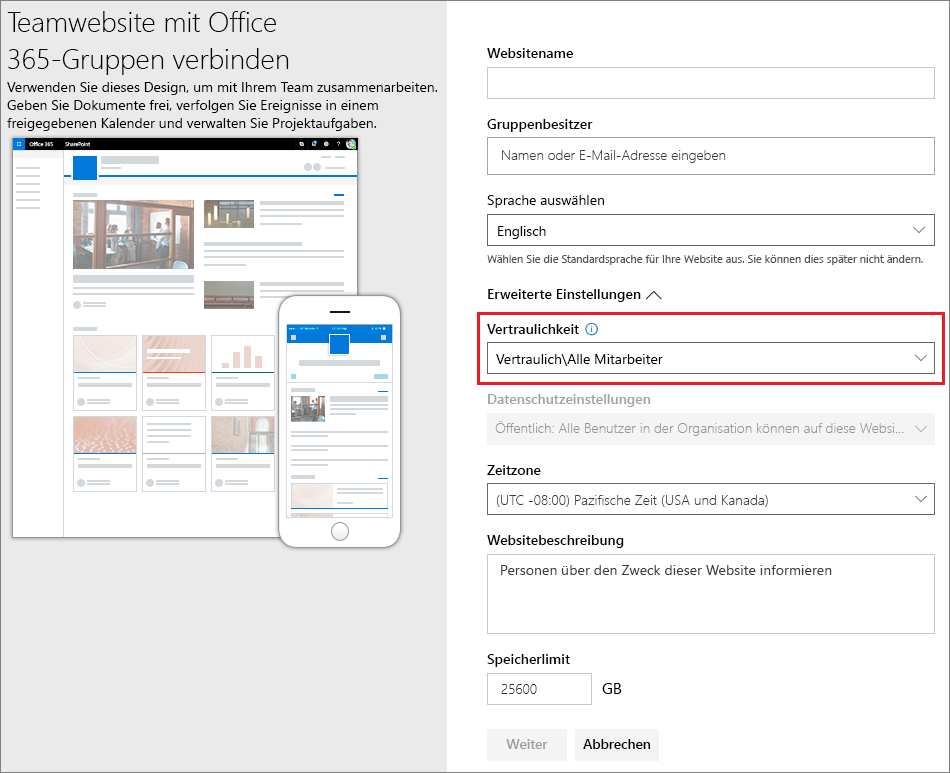 Teamwebsite mit Office
365-Gruppen verbinden
Verwenden Sie dieses Design, um mit Ihrem Team zusammenarbeiten.
Geben Sie Dokumente frei, verfolgen Sie Ereignisse in einem
freigegebenen Kalender und verwalten Sie Projektaufgaben.
Office 365 SharePoint
?
Websitename
Gruppenbesitzer
Namen oder E-Mail-Adresse eingeben
Sprache auswählen
Englisch
Wählen Sie die Standardsprache für Ihre Website aus. Sie können dies später nicht ändern.
Erweiterte Einstellungen
Vertraulichkeit
Vertraulich\Alle Mitarbeiter
Datenschutzeinstellungen
Öffentlich: Alle Benutzer in der Organisation können auf diese Websi...
Zeitzone
(UTC -08:00) Pazifische Zeit (USA und Kanada)
Websitebeschreibung
Personen über den Zweck dieser Website informieren
Speicherlimit
25600 GB
Weiter Abbrechen